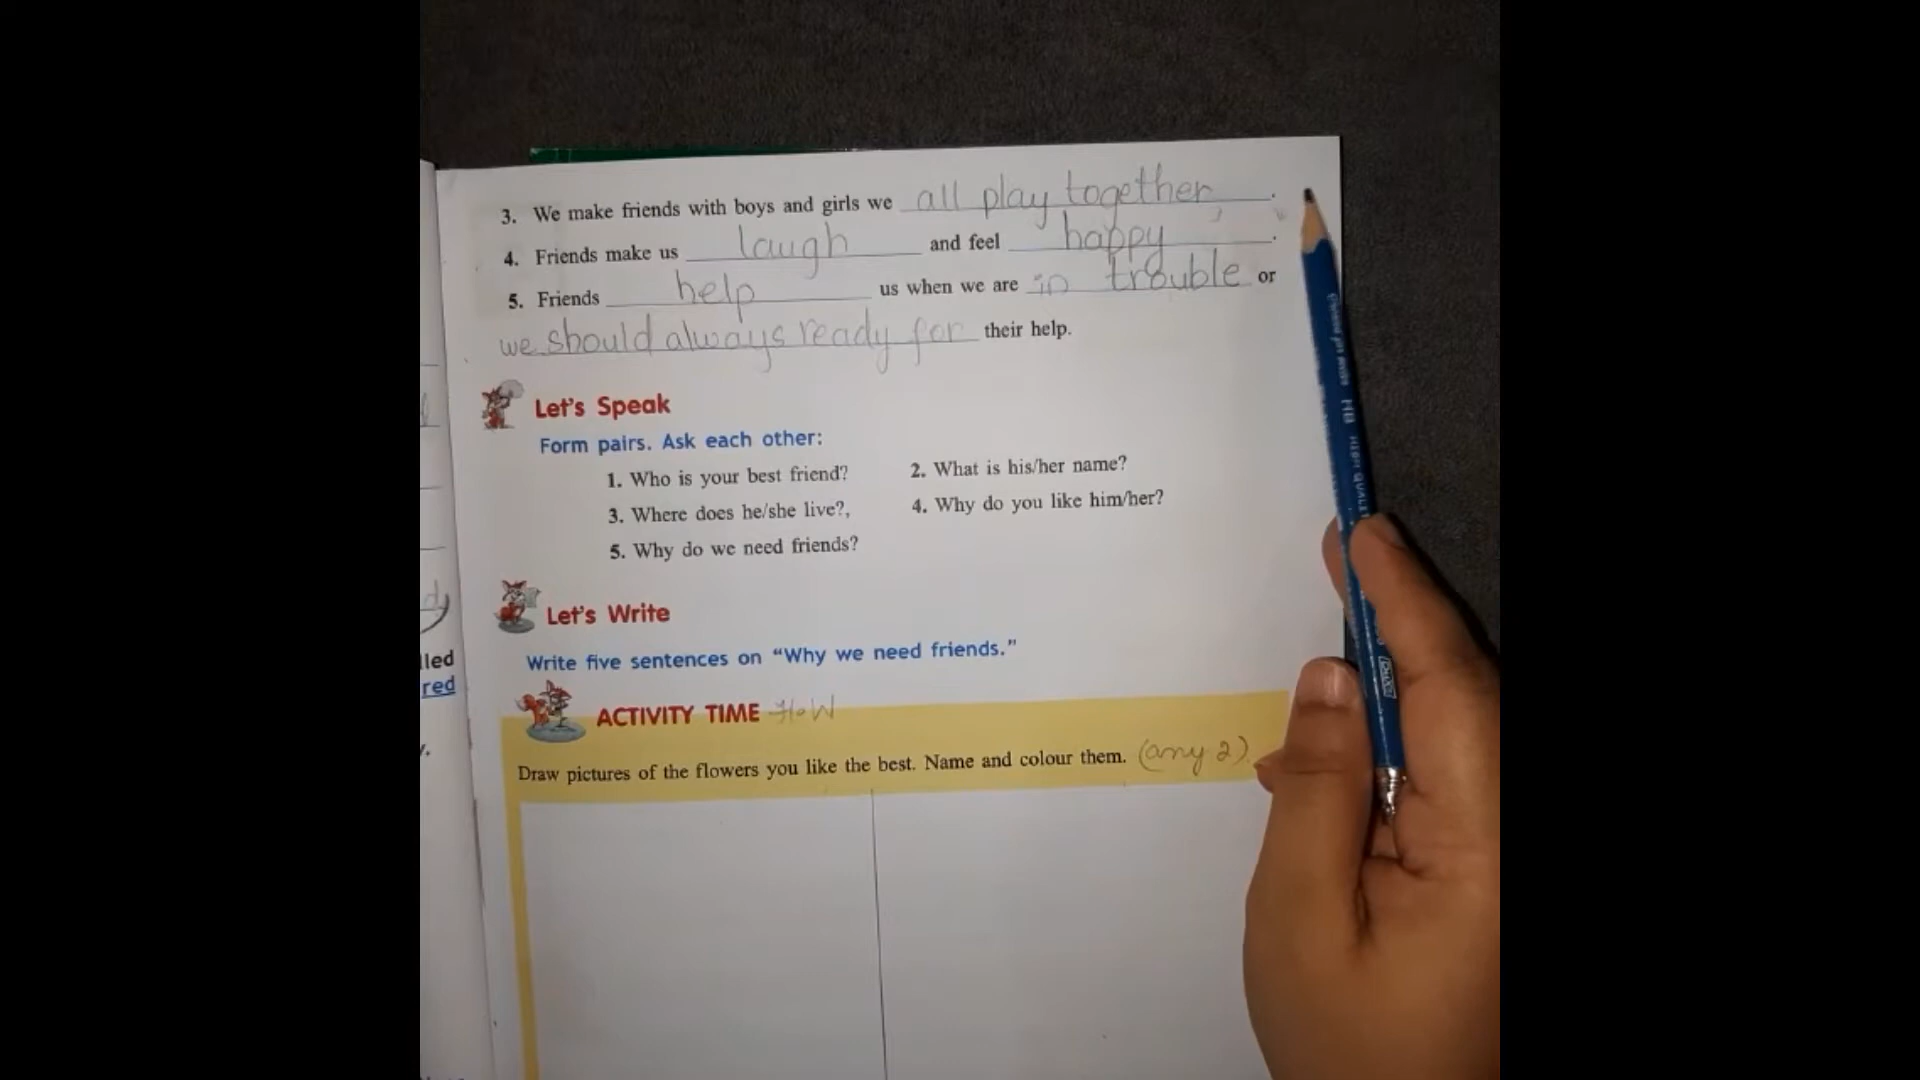 3. We make friends with boys and girls we all play together.
4. Friends make us laugh and feel happy.
5. Friends help us when we are in trouble or
we should always ready for their help.
Let's Speak
Form pairs. Ask each other:
1. Who is your best friend? 2. What is his/her name?
3. Where does he/she live?, 4. Why do you like him/her?
5. Why do we need friends?
Let's Write
Write five sentences on “Why we need friends.”
ACTIVITY TIME H.W
Draw pictures of the flowers you like the best. Name and colour them. (any 2)
lled
red
HB